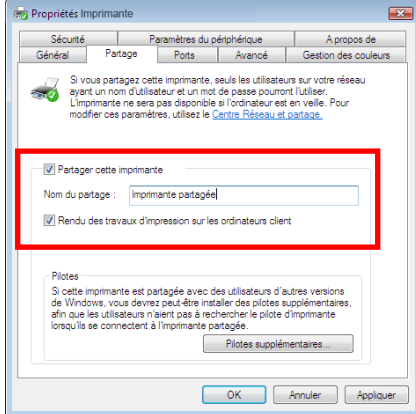 Propriétés Imprimante
Sécurité Paramètres du périphérique A propos de
Général Partage Ports Avancé Gestion des couleurs
Si vous partagez cette imprimante, seuls les utilisateurs sur votre réseau
ayant un nom d'utilisateur et un mot de passe pourront l'utiliser.
L'imprimante ne sera pas disponible si l'ordinateur est en veille. Pour
modifier ces paramètres, utilisez le Centre Réseau et partage.
Partager cette imprimante
Nom du partage : Imprimante partagée
Rendu des travaux d'impression sur les ordinateurs client
Pilotes
Si cette imprimante est partagée avec des utilisateurs d'autres versions
de Windows, vous devrez peut-être installer des pilotes supplémentaires,
afin que les utilisateurs n'aient pas à rechercher le pilote d'imprimante
lorsqu'ils se connectent à l'imprimante partagée.
Pilotes supplémentaires...
OK Annuler Appliquer